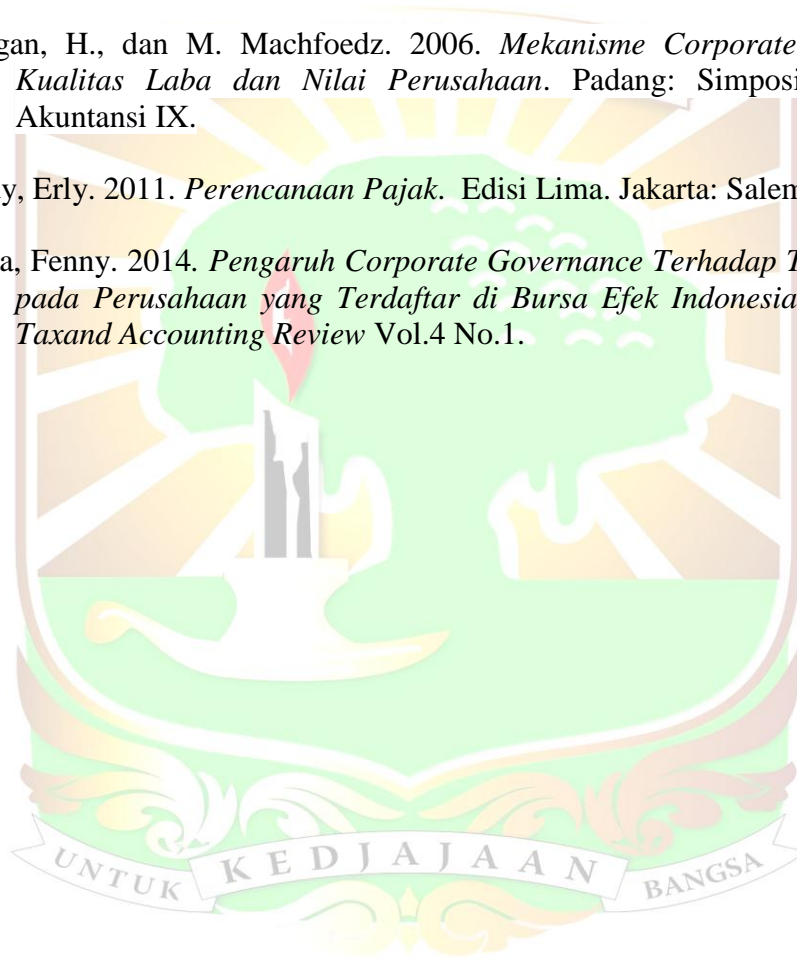 gan, H., dan M. Machfoedz. 2006. Mekanisme Corporate
Kualitas Laba dan Nilai Perusahaan. Padang: Simposi
Akuntansi IX.
y, Erly. 2011. Perencanaan Pajak. Edisi Lima. Jakarta: Salem
a, Fenny. 2014. Pengaruh Corporate Governance Terhadap T
pada Perusahaan yang Terdaftar di Bursa Efek Indonesia
Taxand Accounting Review Vol.4 No.1.
UNTUK KEDJAJAAN BANGSA